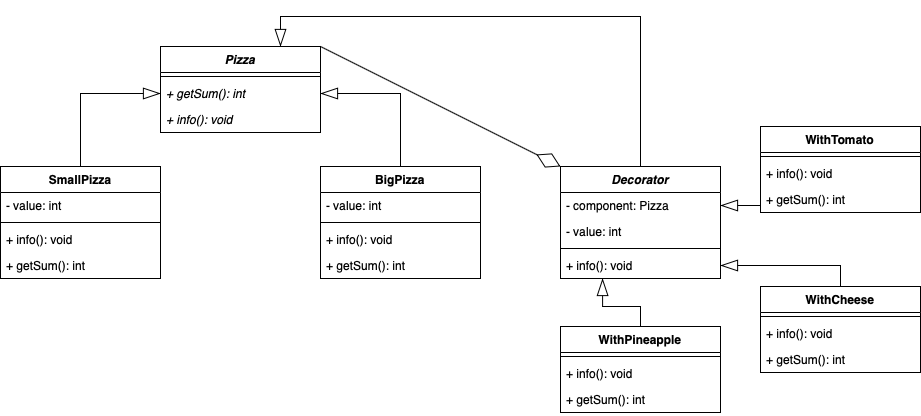 Pizza
+ getSum(): int
+ info(): void
SmallPizza
- value: int
+ info(): void
+ getSum(): int
BigPizza
- value: int
+ info(): void
+ getSum(): int
Decorator
- component: Pizza
- value: int
+ info(): void
WithTomato
+ info(): void
+ getSum(): int
WithCheese
+ info(): void
+ getSum(): int
WithPineapple
+ info(): void
+ getSum(): int